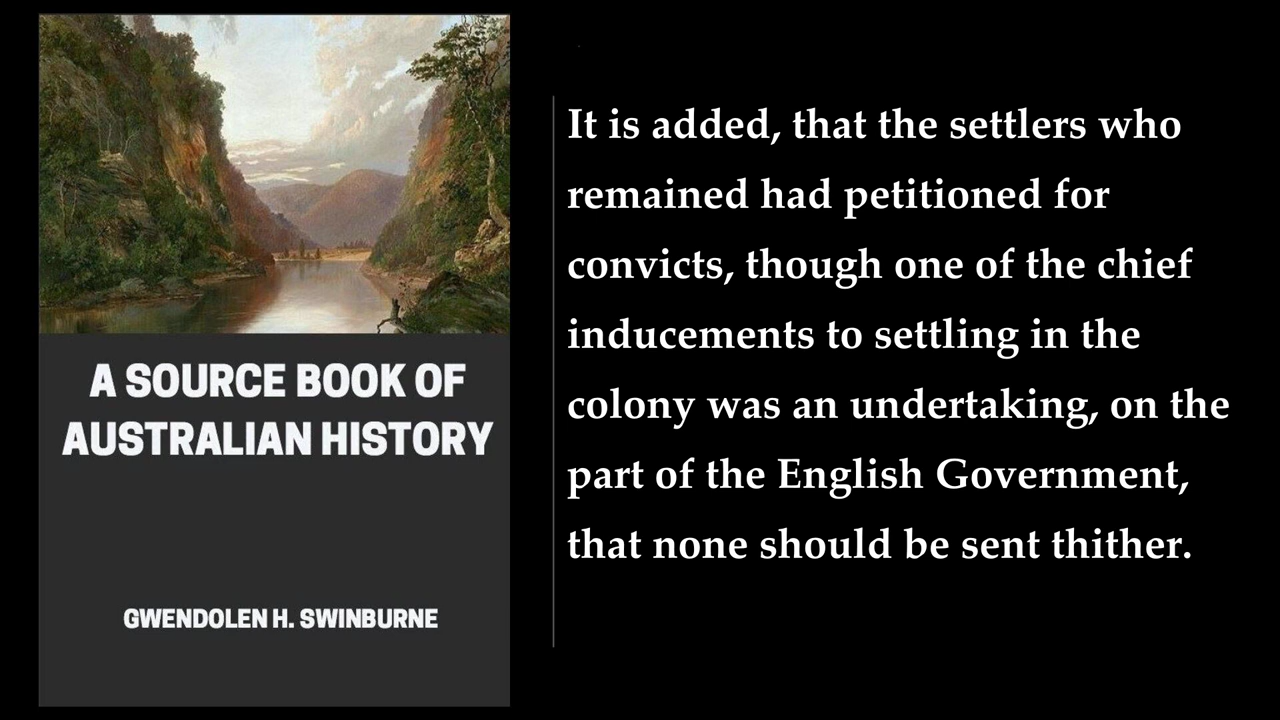 A SOURCE BOOK OF
AUSTRALIAN HISTORY
GWENDOLEN H. SWINBURNE
It is added, that the settlers who
remained had petitioned for
convicts, though one of the chief
inducements to settling in the
colony was an undertaking, on the
part of the English Government,
that none should be sent thither.